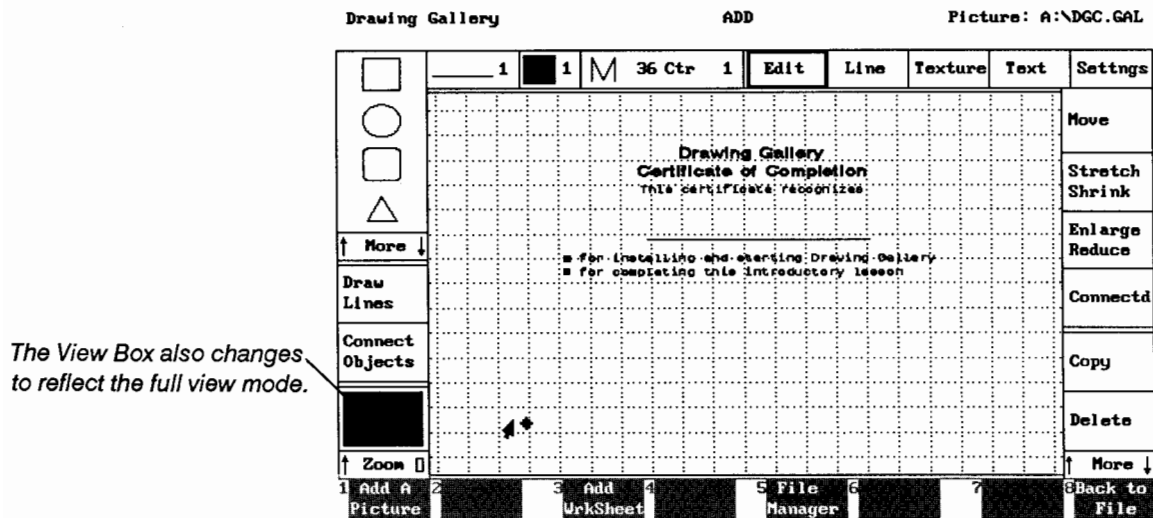 Drawing Gallery ADD Picture: A:\DGC.GAL
1 1 36 Ctr 1 Edit Line Texture Text Settngs
Move
Drawing Gallery
Certificate of Completion
This certificate recognizes
Stretch
Shrink
Enlarge
Reduce
↑ More ↓
for installing and starting Drawing Gallery
for completing this introductory lesson
Draw
Lines
Connectd
Connect
Objects
The View Box also changes
to reflect the full view mode.
Copy
Delete
↑ Zoom
↑ More ↓
1 Add A
Picture
2
3 Add
WrkSheet
4
5 File
Manager
6
7
8 Back to
File